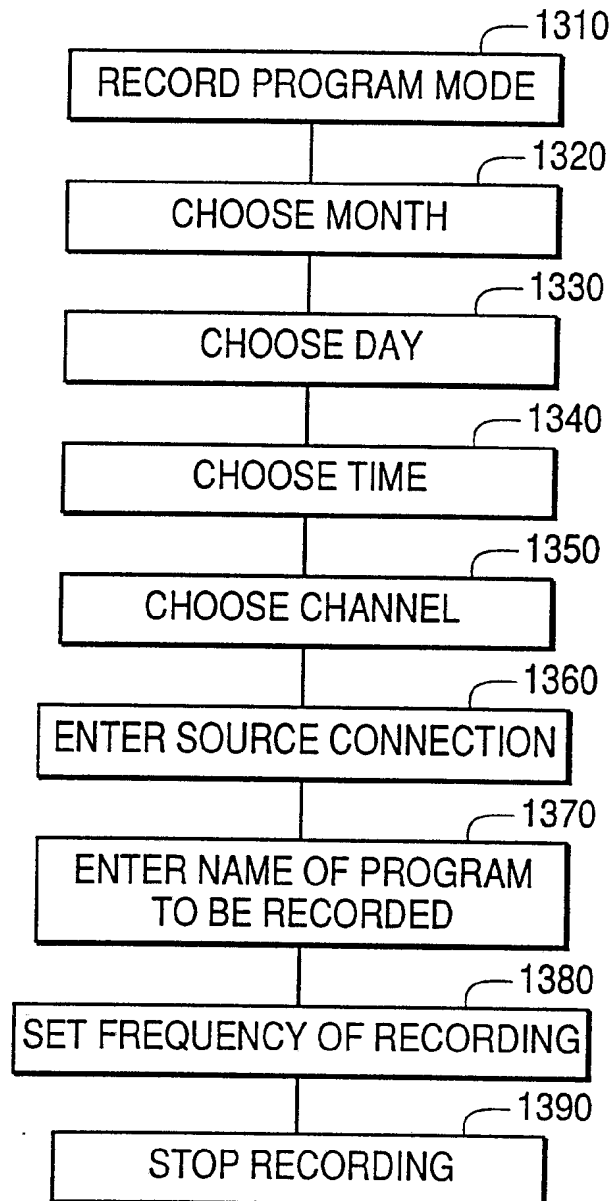 1310
RECORD PROGRAM MODE
1320
CHOOSE MONTH
1330
CHOOSE DAY
1340
CHOOSE TIME
1350
CHOOSE CHANNEL
1360
ENTER SOURCE CONNECTION
1370
ENTER NAME OF PROGRAM
TO BE RECORDED
1380
SET FREQUENCY OF RECORDING
1390
STOP RECORDING